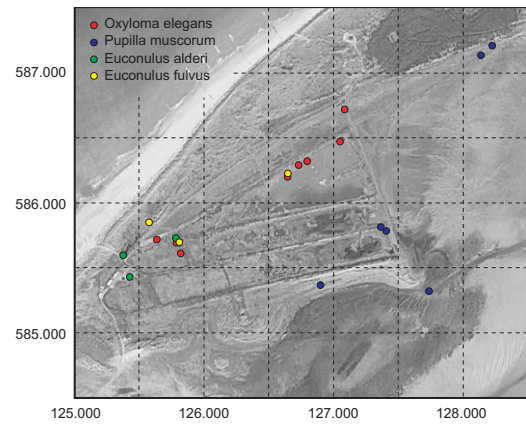 Oxyloma elegans
Pupilla muscorum
Euconulus alderi
Euconulus fulvus
587.000
586.000
585.000
125.000 126.000 127.000 128.000